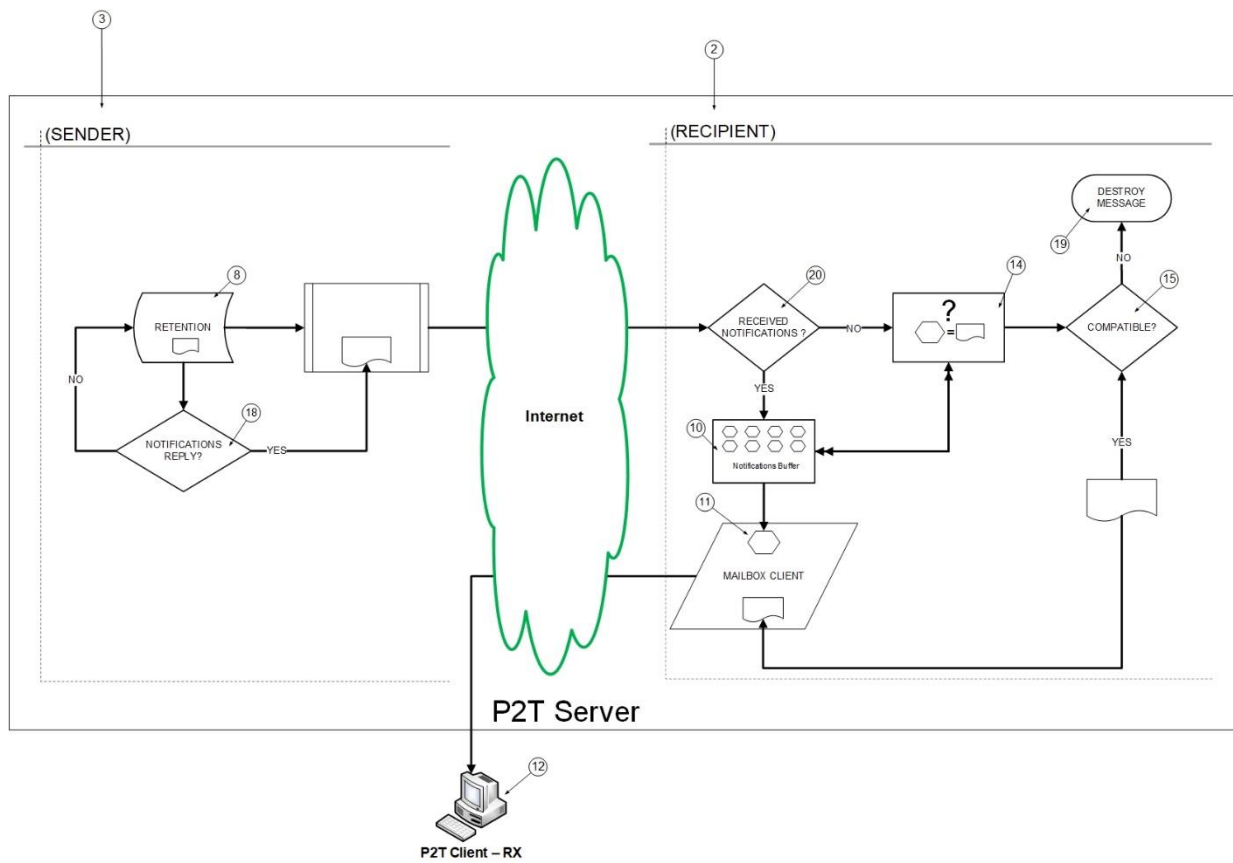 3
2
(SENDER)
(RECIPIENT)
DESTROY
MESSAGE
19
8
20
14
NO
15
RETENTION
RECEIVED
NOTIFICATIONS ?
NO
?
=
COMPATIBLE?
NO
YES
18
NOTIFICATIONS
REPLY?
YES
Internet
10
Notifications Buffer
YES
11
MAILBOX CLIENT
P2T Server
12
P2T Client – RX